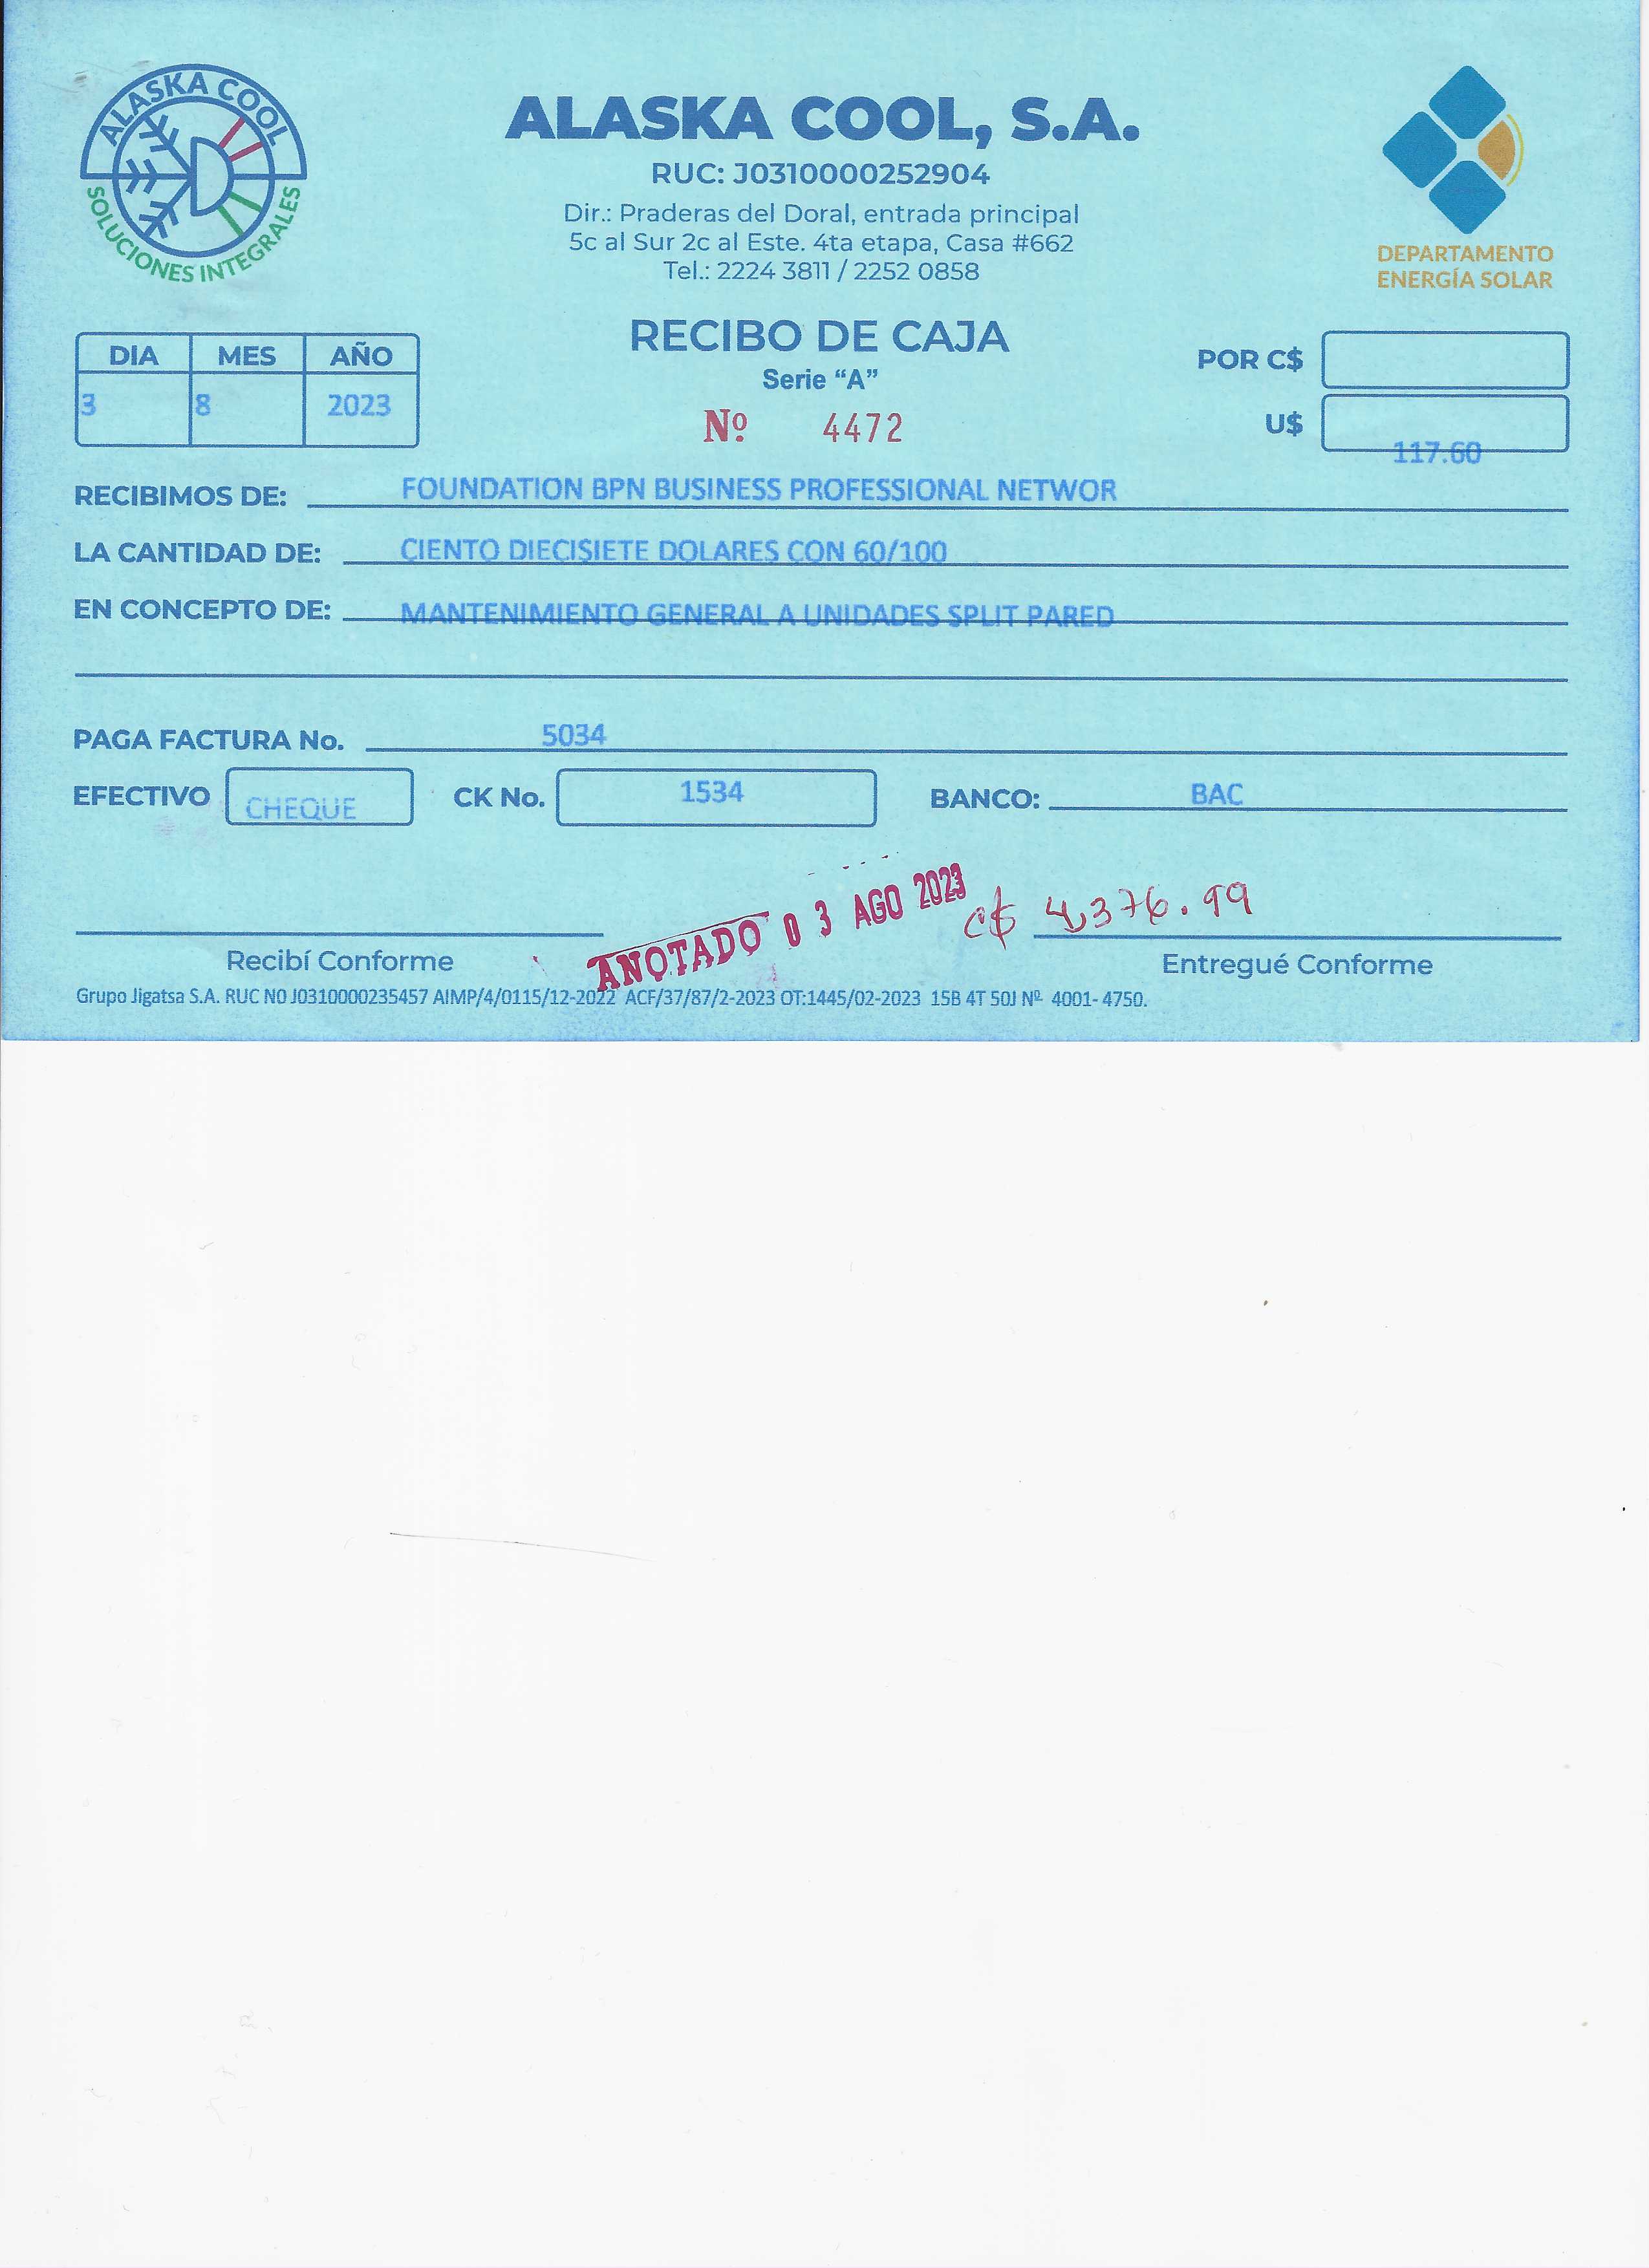 ALASKA COOL
SOLUCIONES INTEGRALES
ALASKA COOL, S.A.
RUC: J0310000252904
Dir.: Praderas del Doral, entrada principal
5c al Sur 2c al Este. 4ta etapa, Casa #662
Tel.: 2224 3811 / 2252 0858
DEPARTAMENTO
ENERGÍA SOLAR
RECIBO DE CAJA
Serie “A”
Nº 4472
DIA MES AÑO
3 8 2023
POR C$
U$ 117.60
RECIBIMOS DE: FOUNDATION BPN BUSINESS PROFESSIONAL NETWOR
LA CANTIDAD DE: CIENTO DIECISIETE DOLARES CON 60/100
EN CONCEPTO DE: MANTENIMIENTO GENERAL A UNIDADES SPLIT PARED
PAGA FACTURA No. 5034
EFECTIVO CHEQUE CK No. 1534 BANCO: BAC
ANOTADO 03 AGO 2023 C$ 4,376.99
Recibí Conforme Entregué Conforme
Grupo Jigatsa S.A. RUC N0 J0310000235457 AIMP/4/0115/12-2022 ACF/37/87/2-2023 OT:1445/02-2023 15B 4T 50J Nº 4001-4750.